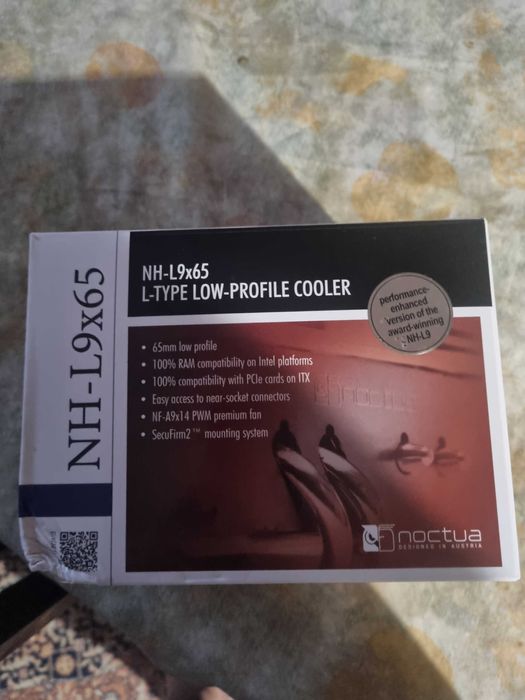 NH-L9x65
NH-L9x65
L-TYPE LOW-PROFILE COOLER
performance-
enhanced
version of the
award-winning
NH-L9
• 65mm low profile
• 100% RAM compatibility on Intel platforms
• 100% compatibility with PCIe cards on ITX
• Easy access to near-socket connectors
• NF-A9x14 PWM premium fan
• SecuFirm2™ mounting system
noctua
DESIGNED IN AUSTRIA